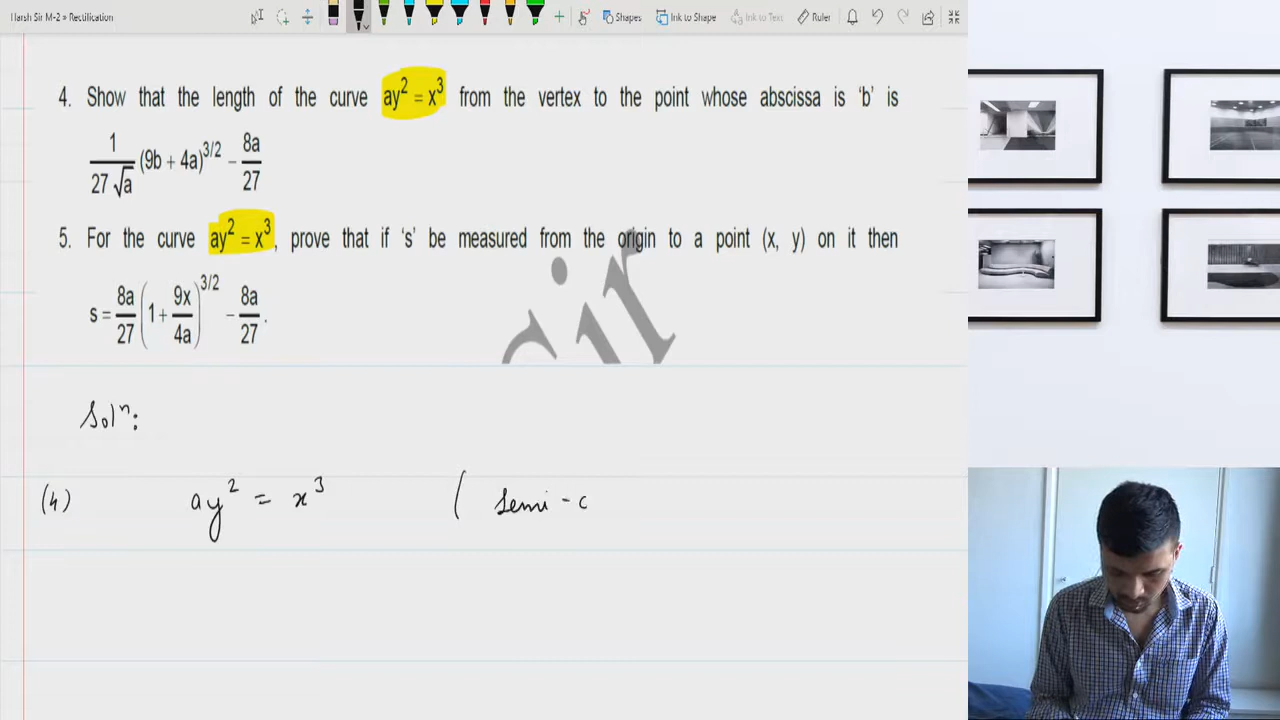 Harsh Sir M-2 » Rectification
Shapes Ink to Shape Ink to Text Ruler
4. Show that the length of the curve ay² = x³ from the vertex to the point whose abscissa is 'b' is
1/(27 √a) (9b + 4a)^3/2 − 8a/27
5. For the curve ay² = x³, prove that if 's' be measured from the origin to a point (x, y) on it then
s = 8a/27 (1 + 9x/4a)^3/2 − 8a/27 .
Sir
Solⁿ:
(4) ay² = x³ ( Semi - c